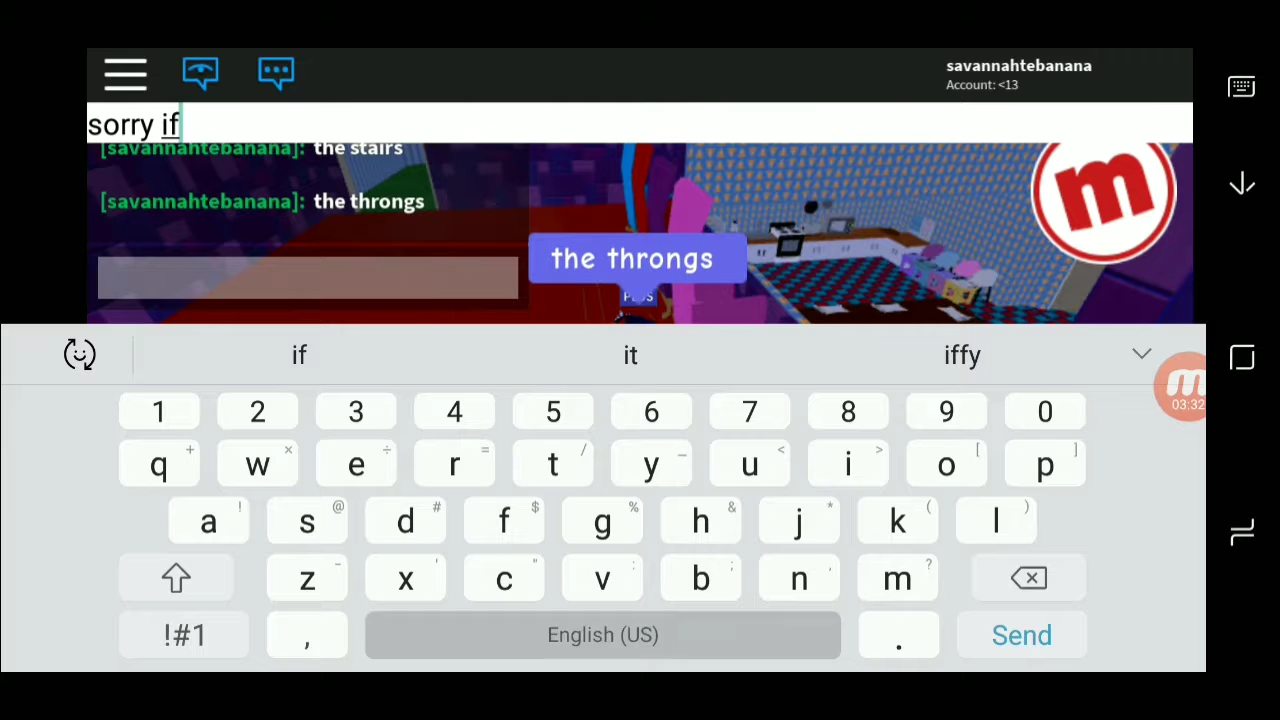 savannahtebanana
Account: <13
sorry if
[savannahtebanana]: the stairs
[savannahtebanana]: the throngs
m
the throngs
if it iffy
03:32
1 2 3 4 5 6 7 8 9 0
q + w × e ÷ r = t / y _ u < i > o [ p ]
a ! s @ d # f $ g % h & j * k ( l )
z - x ' c " v : b ; n , m ?
!#1 , English (US) . Send